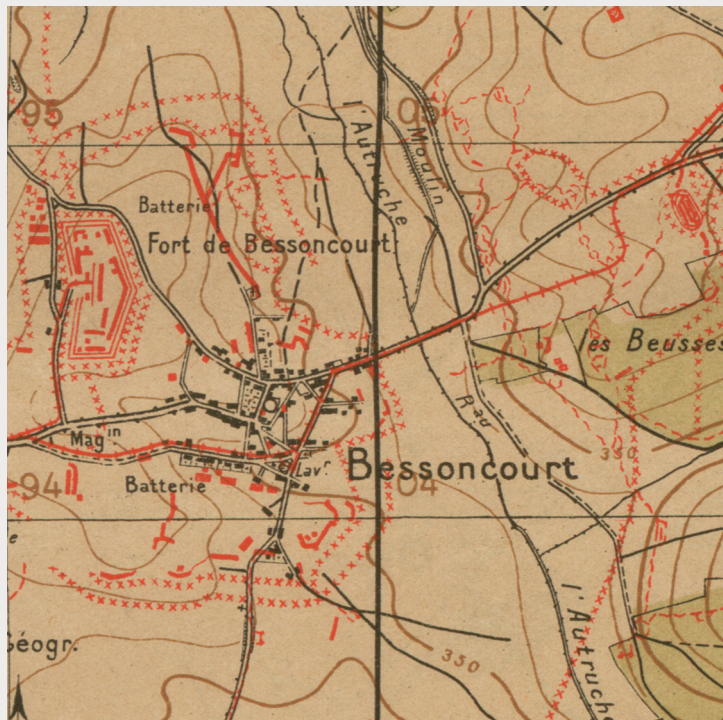 95
05
l'Autruche
Moulin
Batterie
Fort de Bessoncourt
les Beusses
Rau
Magin
Lavr.
350
Bessoncourt
94
04
Batterie
e
Géogr.
l'Autruche
350